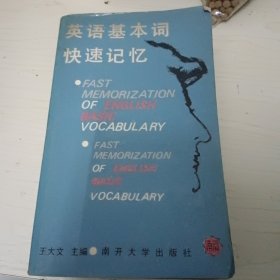 英语基本词
快速记忆
•FAST
MEMORIZATION
OF ENGLISH
BASIC
VOCABULARY
•FAST
MEMORIZATION
OF ENGLISH
BASIC
VOCABULARY
王大文 主编●南开大学出版社